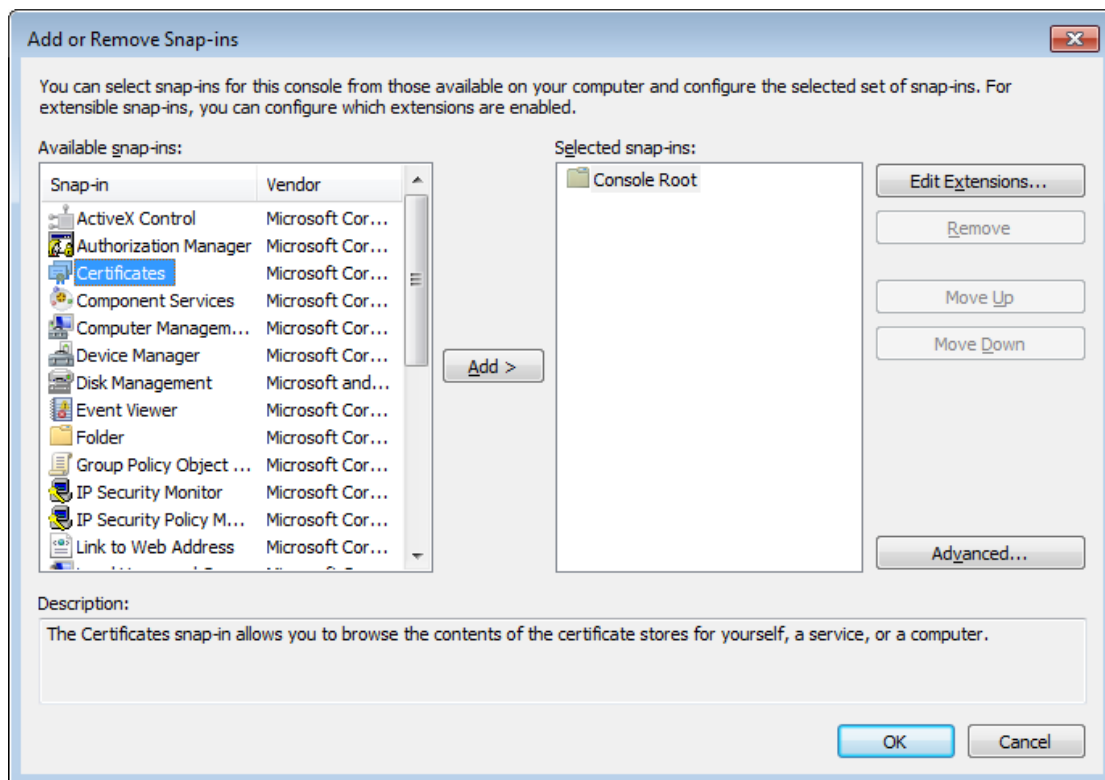 Add or Remove Snap-ins
You can select snap-ins for this console from those available on your computer and configure the selected set of snap-ins. For
extensible snap-ins, you can configure which extensions are enabled.
Available snap-ins:
Snap-in Vendor
ActiveX Control Microsoft Cor...
Authorization Manager Microsoft Cor...
Certificates Microsoft Cor...
Component Services Microsoft Cor...
Computer Managem... Microsoft Cor...
Device Manager Microsoft Cor...
Disk Management Microsoft and...
Event Viewer Microsoft Cor...
Folder Microsoft Cor...
Group Policy Object ... Microsoft Cor...
IP Security Monitor Microsoft Cor...
IP Security Policy M... Microsoft Cor...
Link to Web Address Microsoft Cor...
Add >
Selected snap-ins:
Console Root
Edit Extensions...
Remove
Move Up
Move Down
Advanced...
Description:
The Certificates snap-in allows you to browse the contents of the certificate stores for yourself, a service, or a computer.
OK Cancel